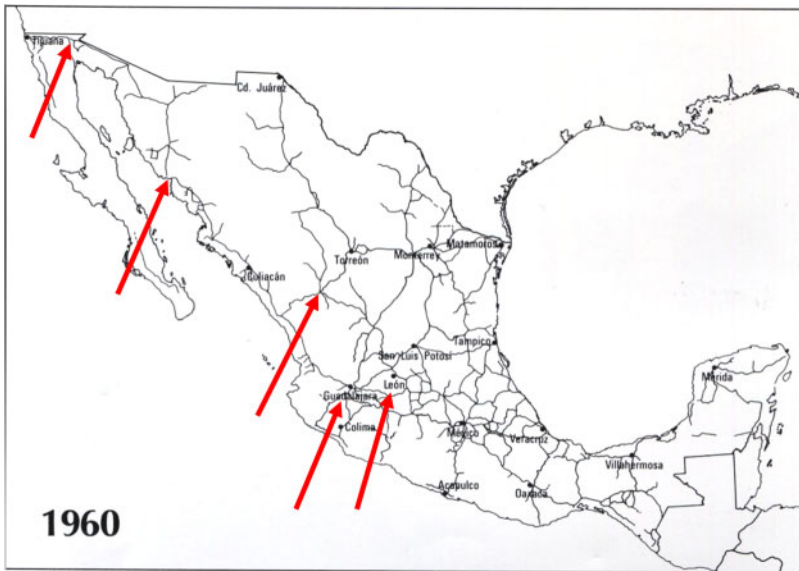 Tijuana
Cd. Juárez
Culiacán
Torreón
Monterrey
Matamoros
San Luis Potosí
Tampico
León
Guadalajara
Colima
México
Veracruz
Mérida
Villahermosa
Acapulco
Oaxaca
1960